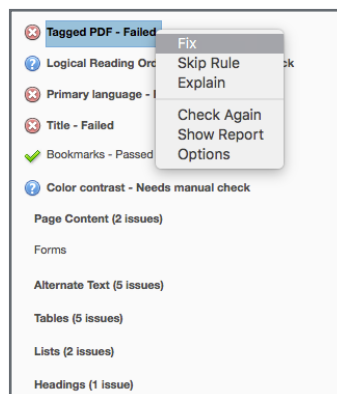 Tagged PDF - Failed
Fix
Logical Reading Ord
Skip Rule
ck
Explain
Primary language -
Check Again
Title - Failed
Show Report
Bookmarks - Passed
Options
Color contrast - Needs manual check
Page Content (2 issues)
Forms
Alternate Text (5 issues)
Tables (5 issues)
Lists (2 issues)
Headings (1 issue)